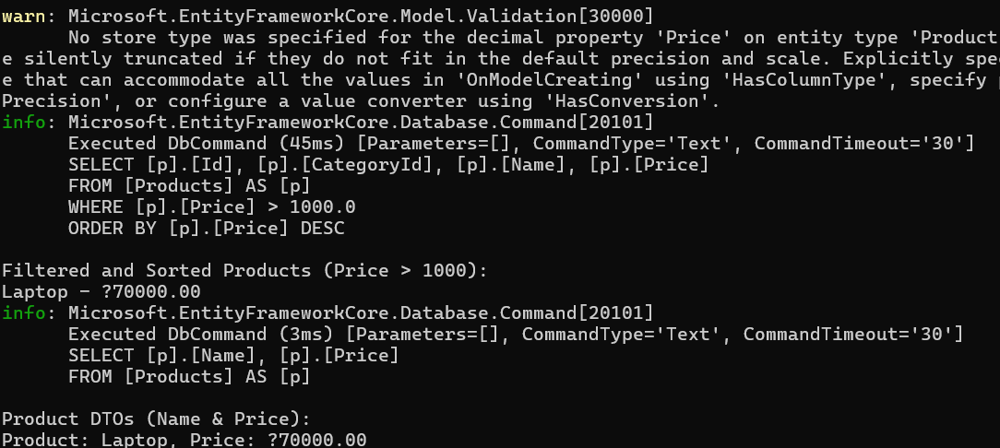 warn: Microsoft.EntityFrameworkCore.Model.Validation[30000]
No store type was specified for the decimal property 'Price' on entity type 'Product
e silently truncated if they do not fit in the default precision and scale. Explicitly spe
e that can accommodate all the values in 'OnModelCreating' using 'HasColumnType', specify
Precision', or configure a value converter using 'HasConversion'.
info: Microsoft.EntityFrameworkCore.Database.Command[20101]
Executed DbCommand (45ms) [Parameters=[], CommandType='Text', CommandTimeout='30']
SELECT [p].[Id], [p].[CategoryId], [p].[Name], [p].[Price]
FROM [Products] AS [p]
WHERE [p].[Price] > 1000.0
ORDER BY [p].[Price] DESC
Filtered and Sorted Products (Price > 1000):
Laptop - ?70000.00
info: Microsoft.EntityFrameworkCore.Database.Command[20101]
Executed DbCommand (3ms) [Parameters=[], CommandType='Text', CommandTimeout='30']
SELECT [p].[Name], [p].[Price]
FROM [Products] AS [p]
Product DTOs (Name & Price):
Product: Laptop, Price: ?70000.00